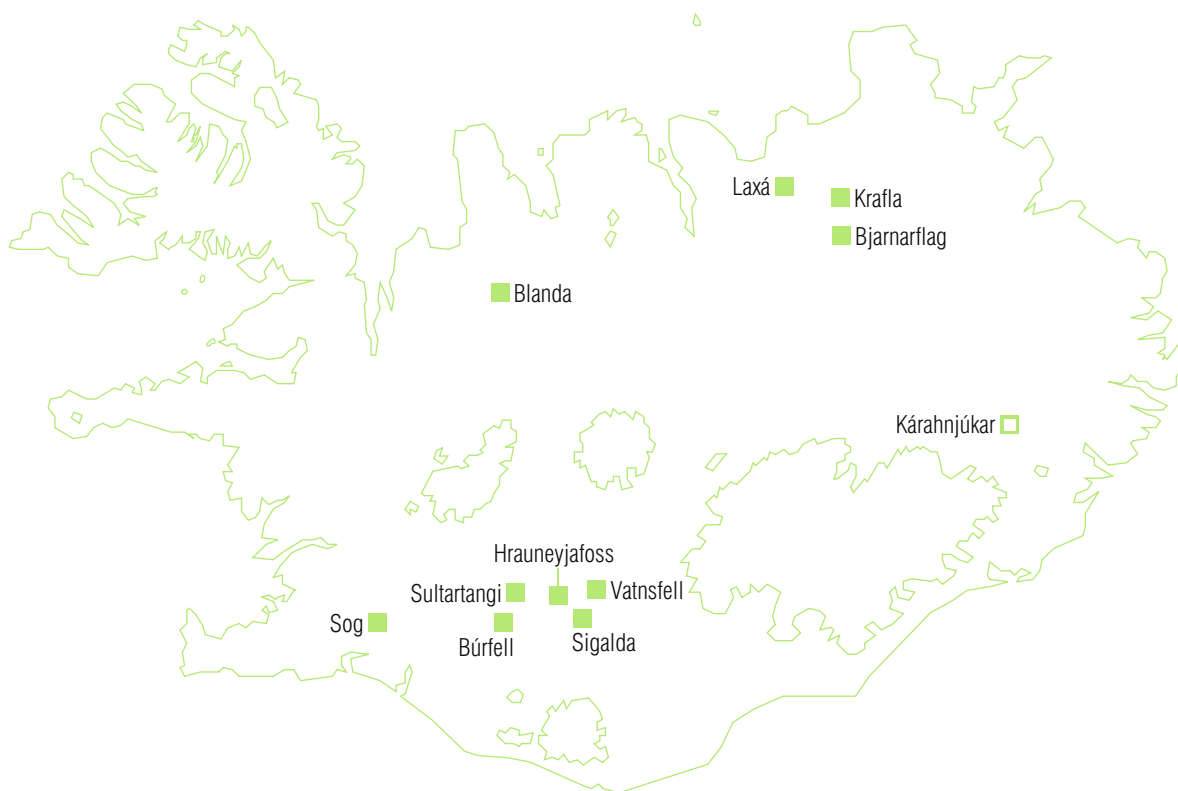 Laxá
Krafla
Bjarnarflag
Blanda
Kárahnjúkar
Hrauneyjafoss
Sultartangi
Vatnsfell
Sog
Búrfell
Sigalda